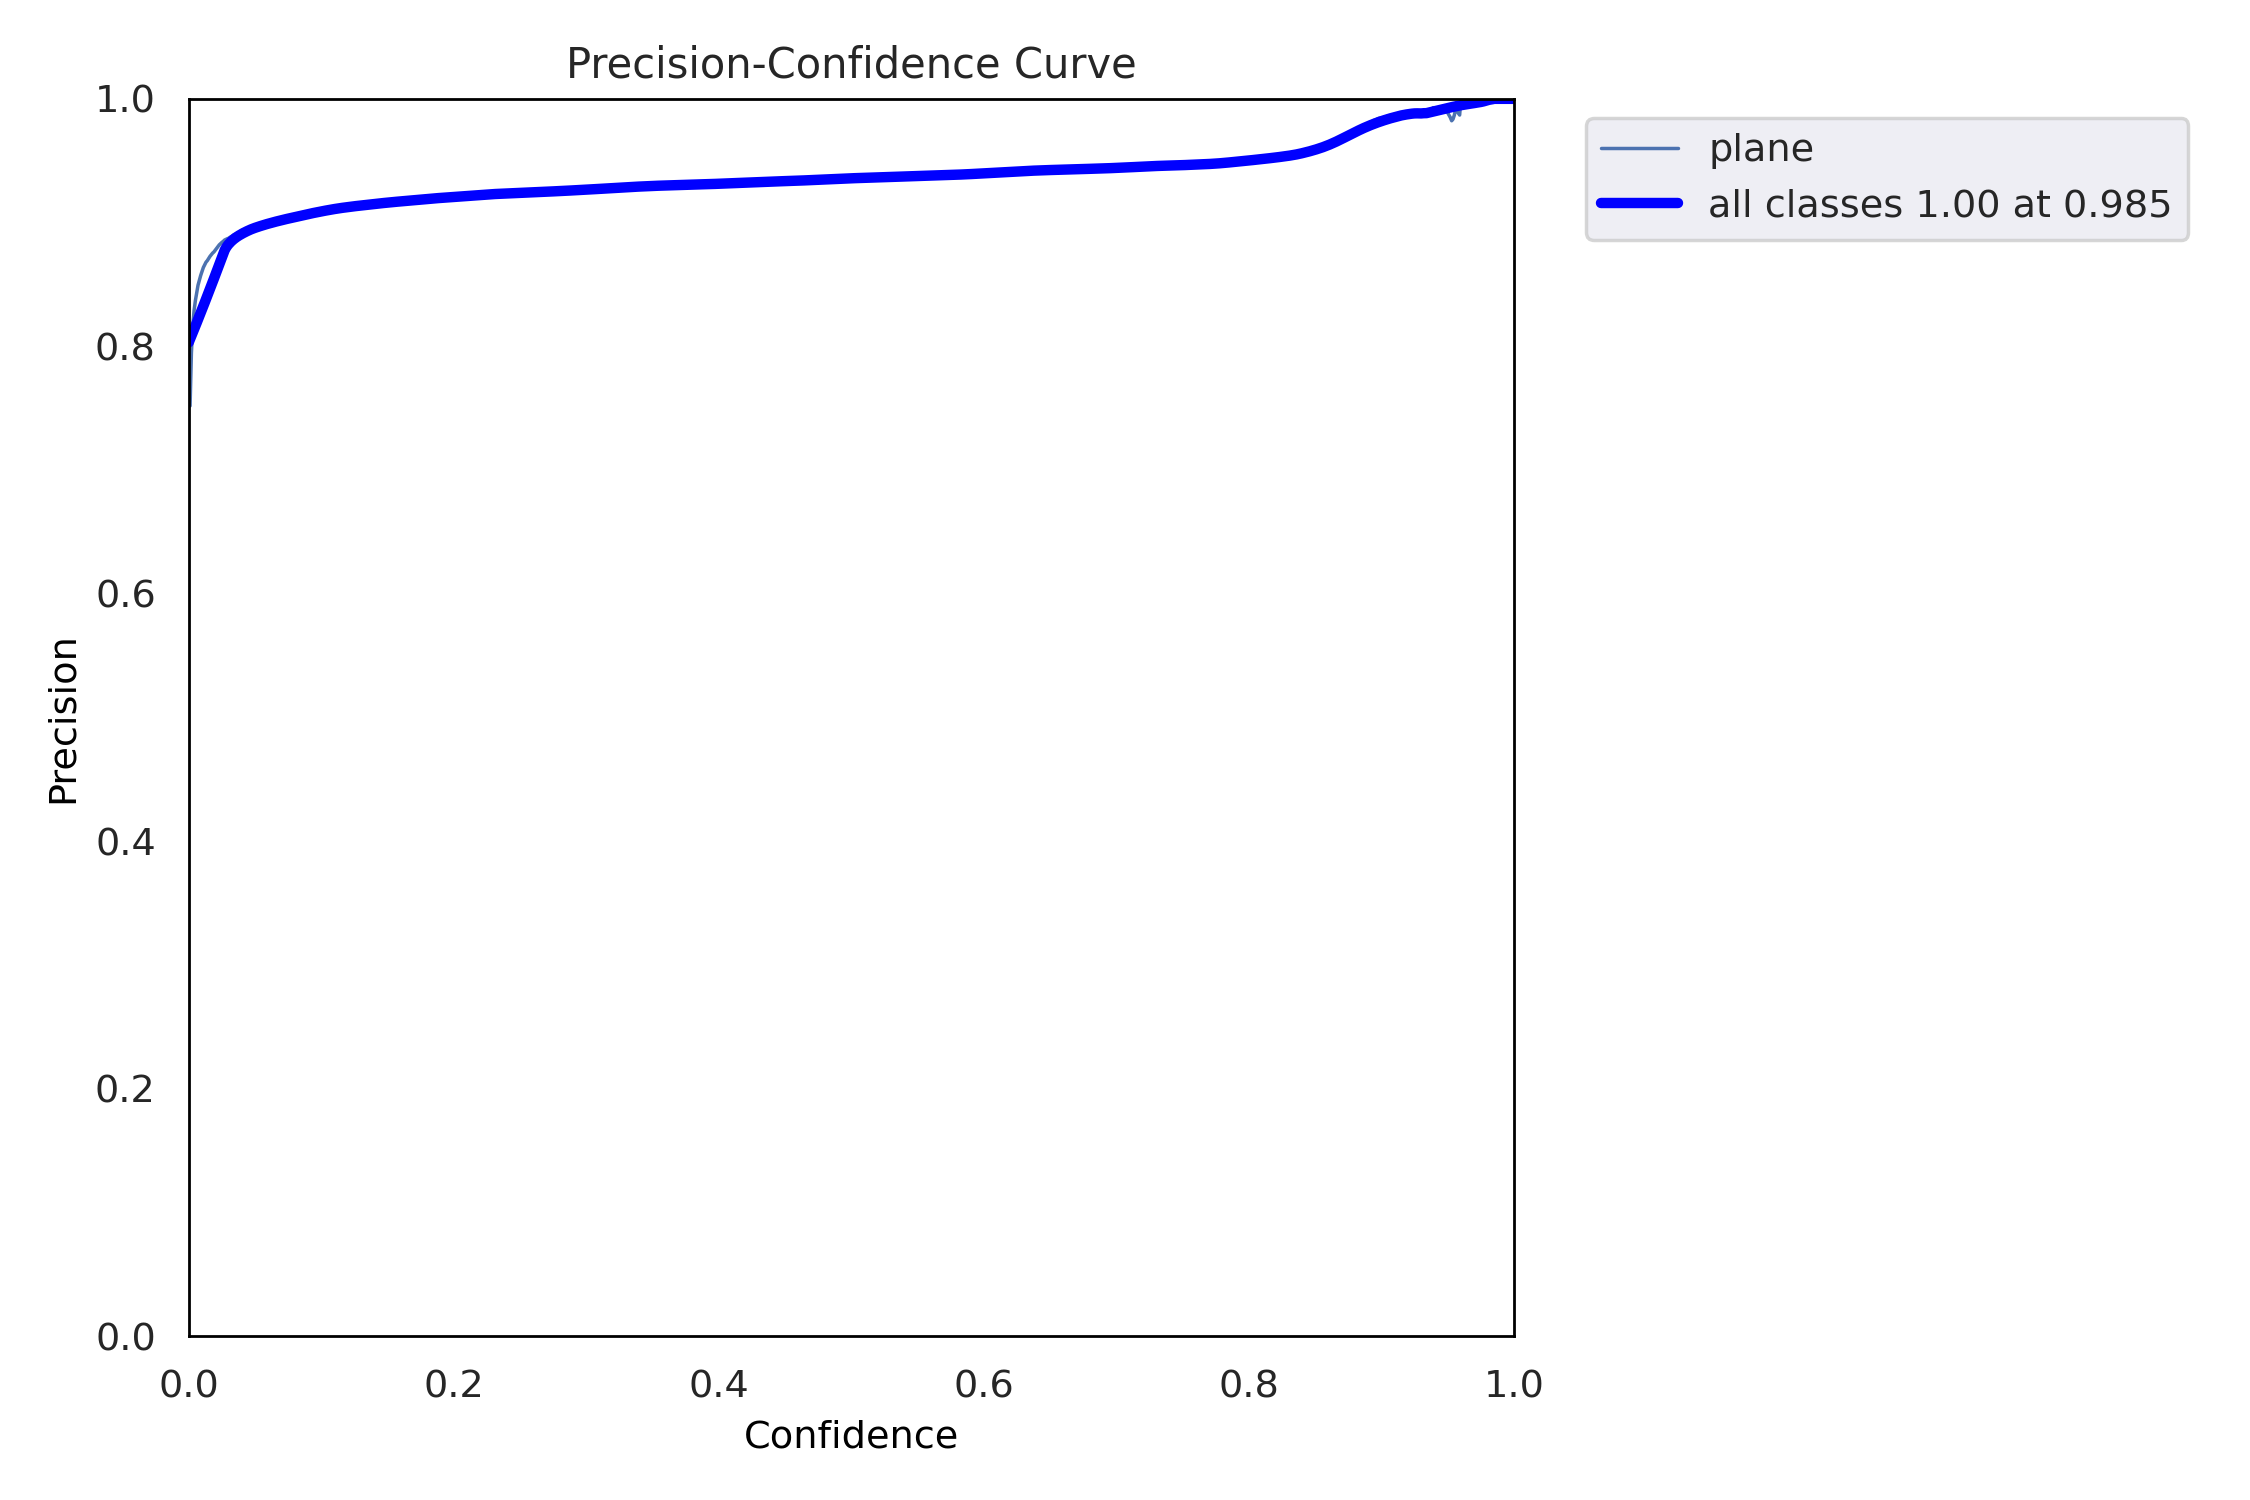 Precision-Confidence Curve
1.0
0.8
0.6
0.4
0.2
0.0
Precision
0.0 0.2 0.4 0.6 0.8 1.0
Confidence
plane
all classes 1.00 at 0.985